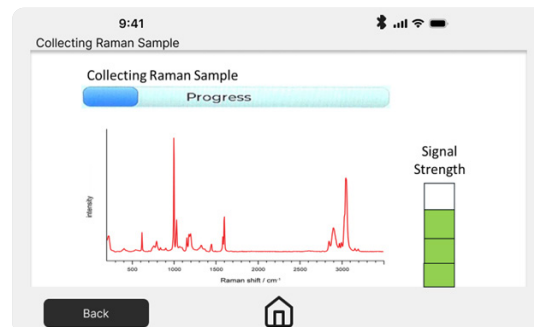 9:41
Collecting Raman Sample
Collecting Raman Sample
Progress
Signal
Strength
intensity
500 1000 1500 2000 2500 3000
Raman shift / cm⁻¹
Back